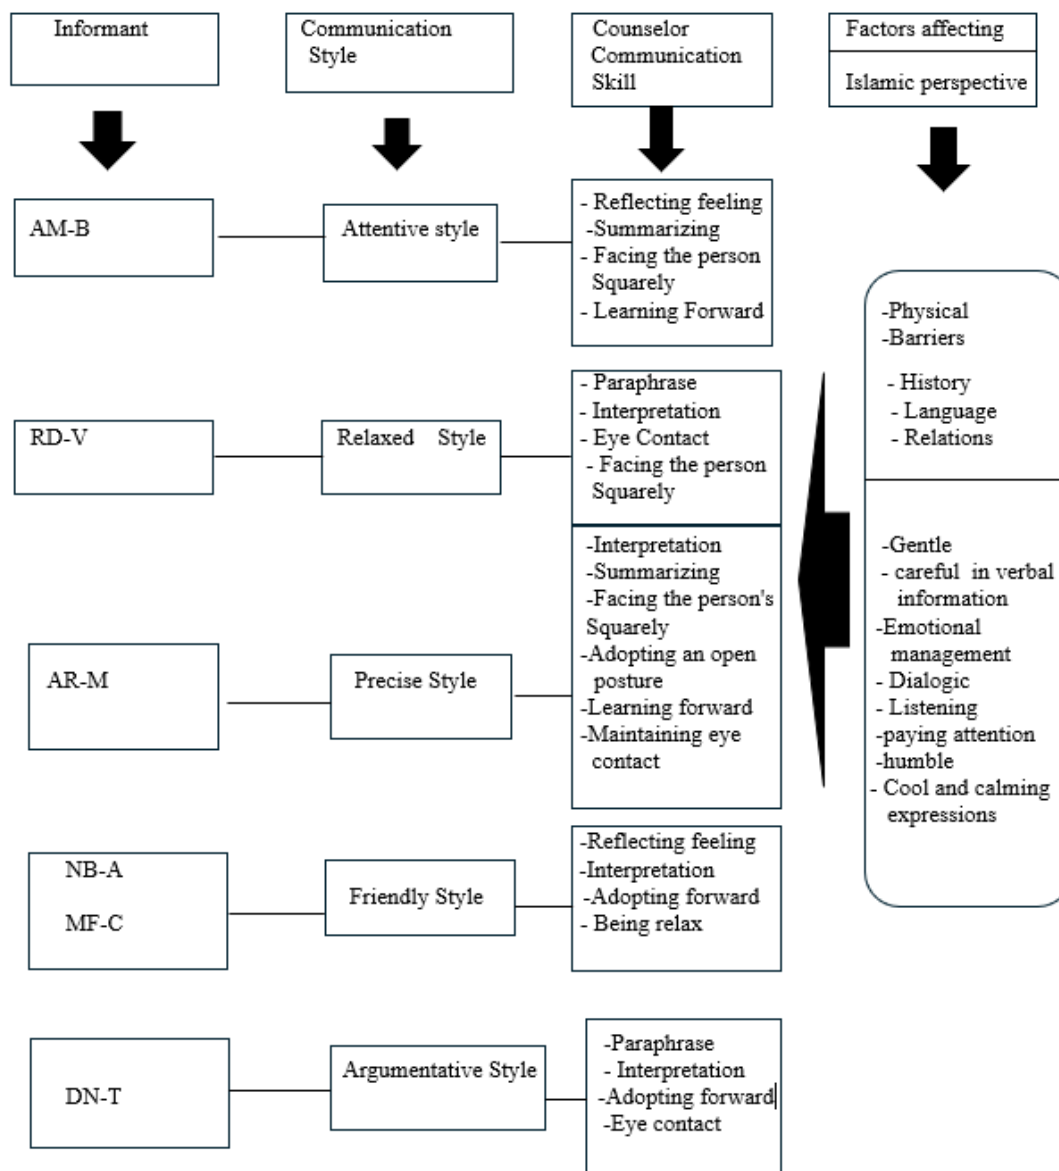 Informant
Communication
Style
Counselor
Communication
Skill
Factors affecting
Islamic perspective
AM-B
Attentive style
- Reflecting feeling
-Summarizing
- Facing the person
Squarely
- Learning Forward
RD-V
Relaxed Style
- Paraphrase
- Interpretation
- Eye Contact
- Facing the person
Squarely
AR-M
Precise Style
-Interpretation
-Summarizing
-Facing the person's
Squarely
-Adopting an open
posture
-Learning forward
-Maintaining eye
contact
NB-A
MF-C
Friendly Style
-Reflecting feeling
-Interpretation
- Adopting forward
- Being relax
DN-T
Argumentative Style
-Paraphrase
- Interpretation
-Adopting forward
-Eye contact
-Physical
-Barriers
- History
- Language
- Relations
-Gentle
- careful in verbal
information
-Emotional
management
- Dialogic
- Listening
-paying attention
-humble
- Cool and calming
expressions